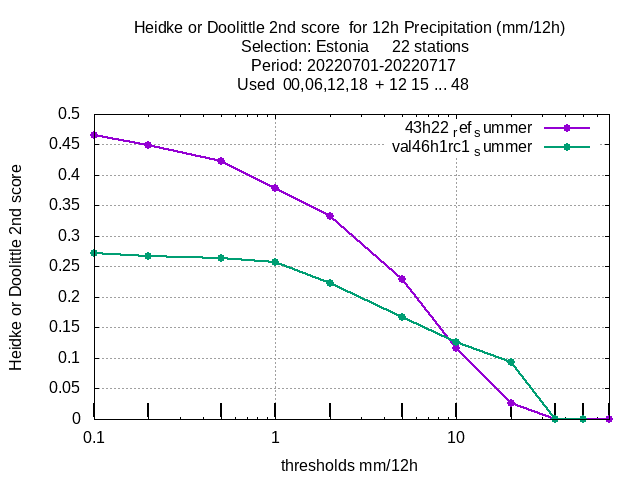 Heidke or Doolittle 2nd score  for 12h Precipitation (mm/12h)
Selection: Estonia     22 stations
Period: 20220701-20220717
Used  00,06,12,18  + 12 15 ... 48
43h22 ref summer
val46h1rc1 summer
0.5
0.45
0.4
0.35
0.3
0.25
0.2
0.15
0.1
0.05
0
Heidke or Doolittle 2nd score
0.1 1 10
thresholds mm/12h